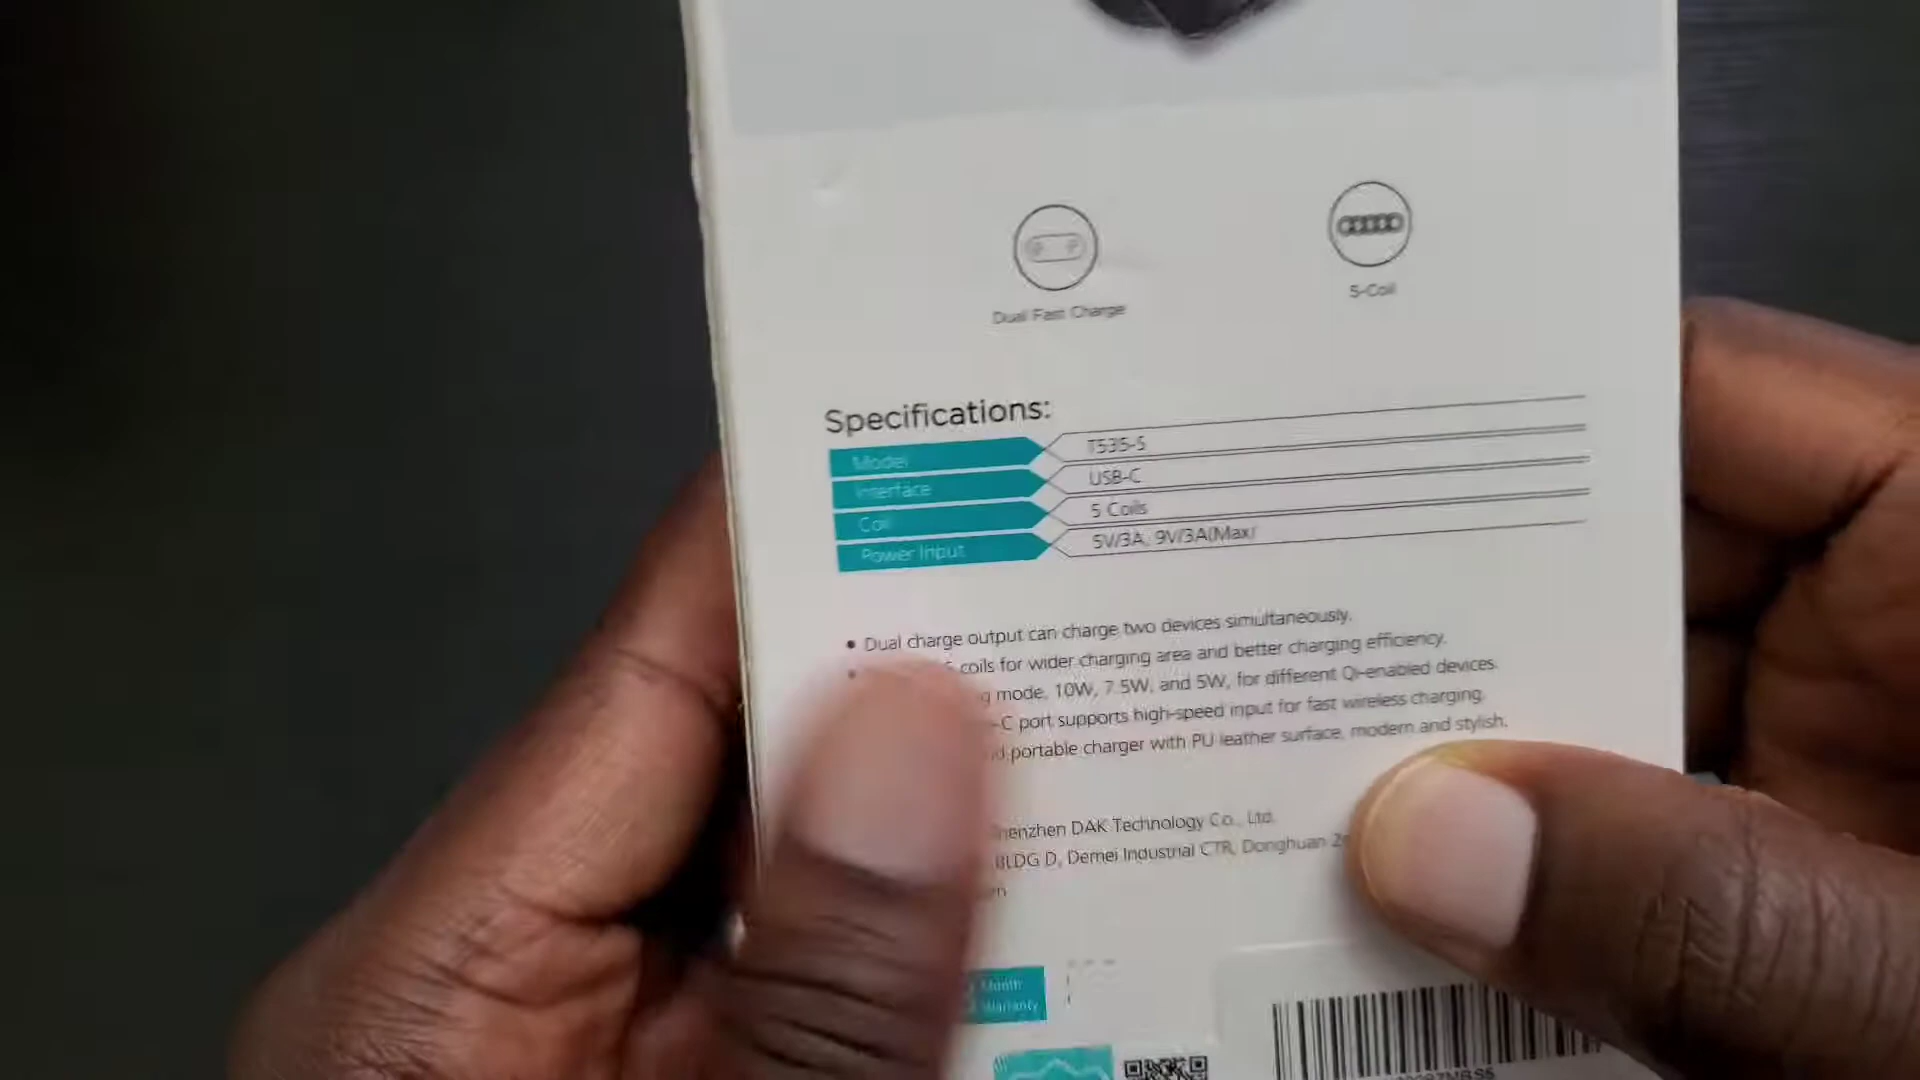 Dual Fast Charge
5-Coil
Specifications:
Model T535-S
Interface USB-C
Coil 5 Coils
Power Input 5V/3A, 9V/3A(Max)
• Dual charge output can charge two devices simultaneously.
• coils for wider charging area and better charging efficiency.
mode, 10W, 7.5W, and 5W, for different Qi-enabled devices.
-C port supports high-speed input for fast wireless charging.
portable charger with PU leather surface, modern and stylish.
henzhen DAK Technology Co., Ltd.
BLDG D, Demei Industrial CTR, Donghuan
Month
Warranty